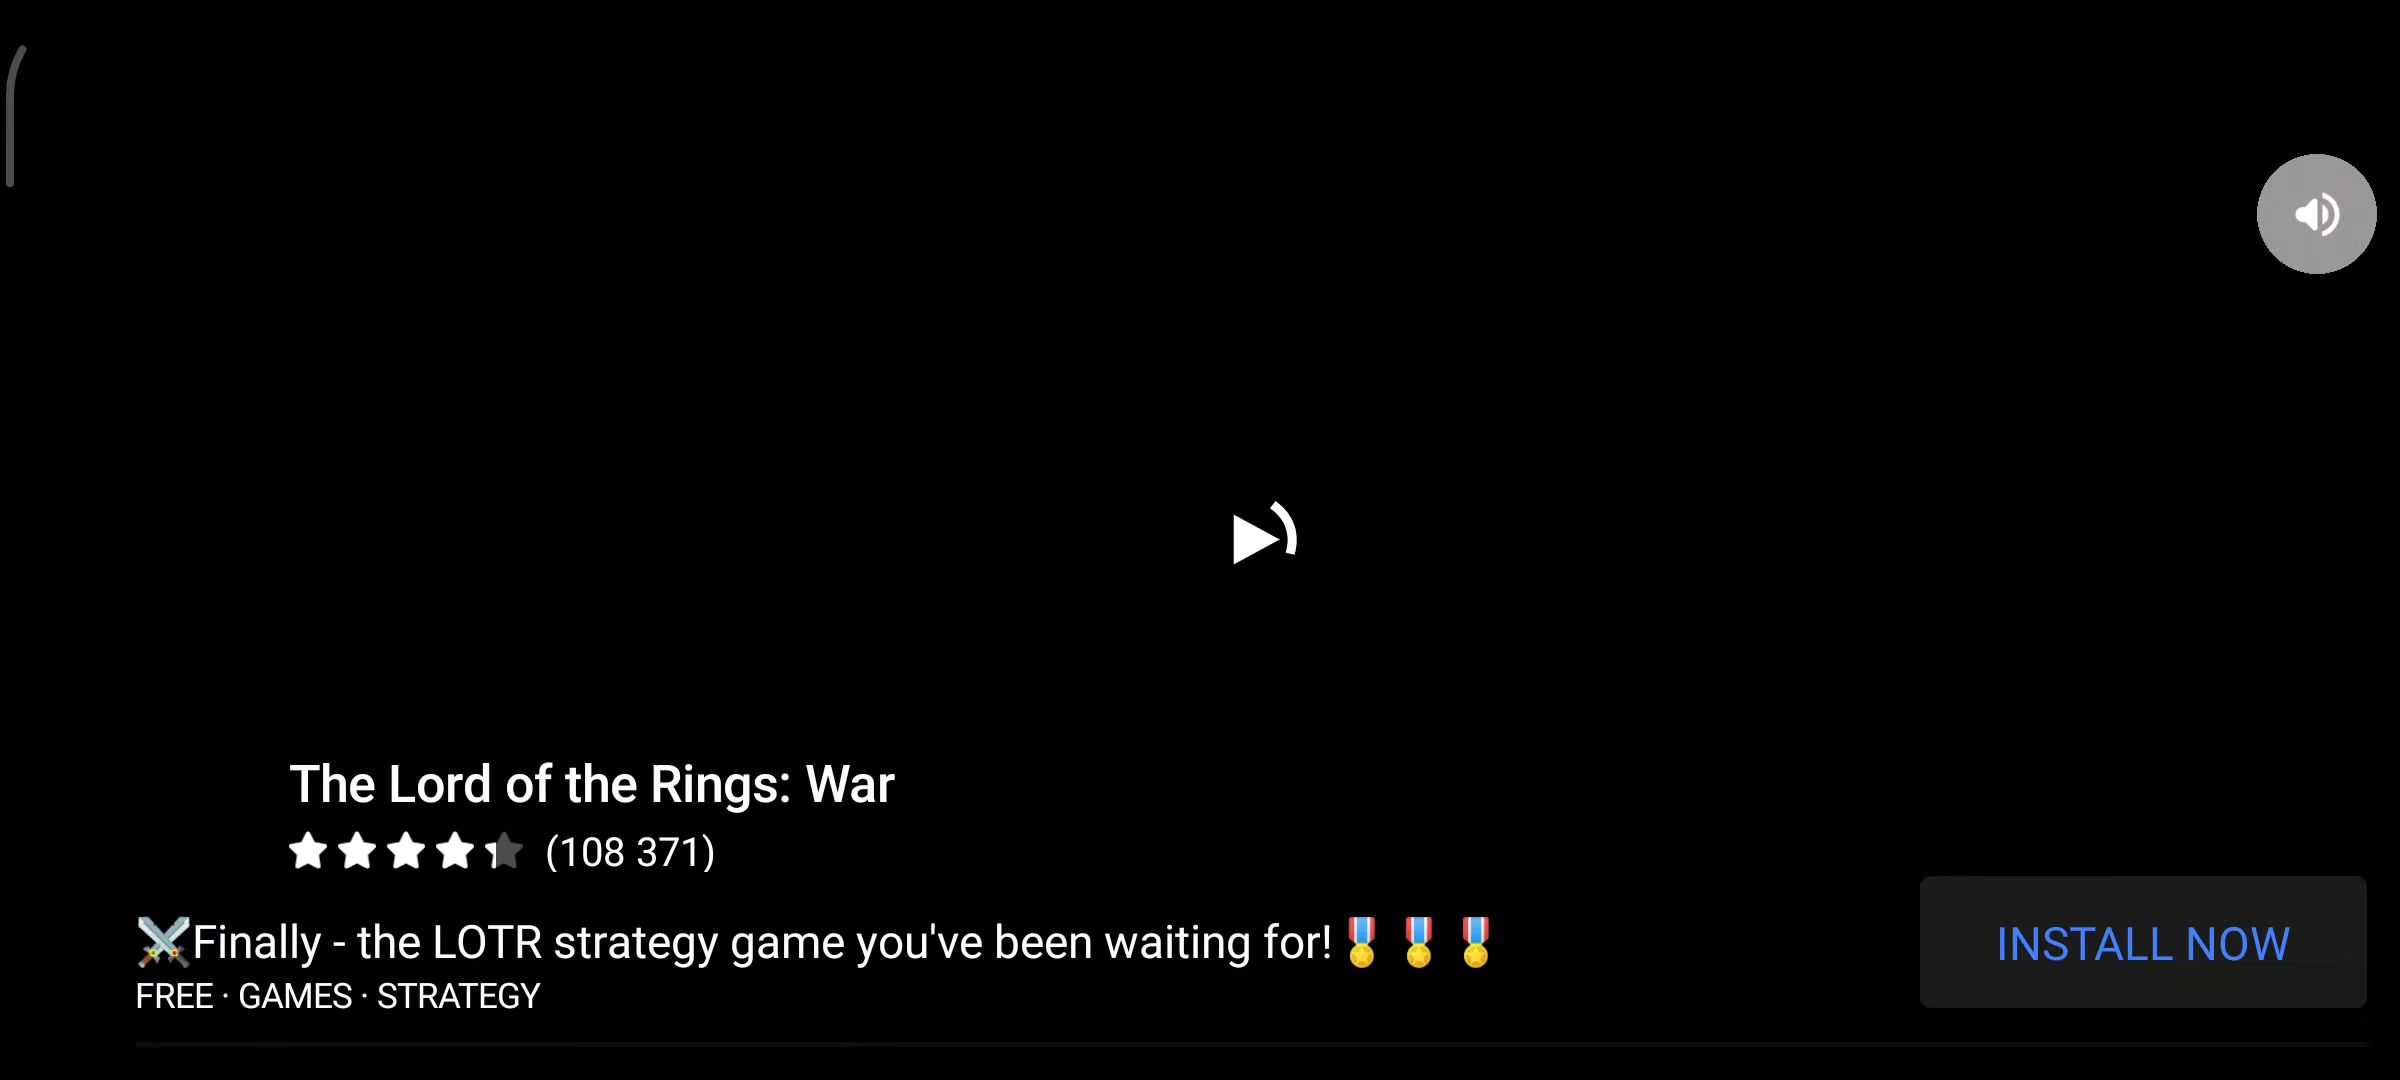 The Lord of the Rings: War
(108 371)
⚔️Finally - the LOTR strategy game you've been waiting for!🎖️🎖️🎖️
INSTALL NOW
FREE · GAMES · STRATEGY